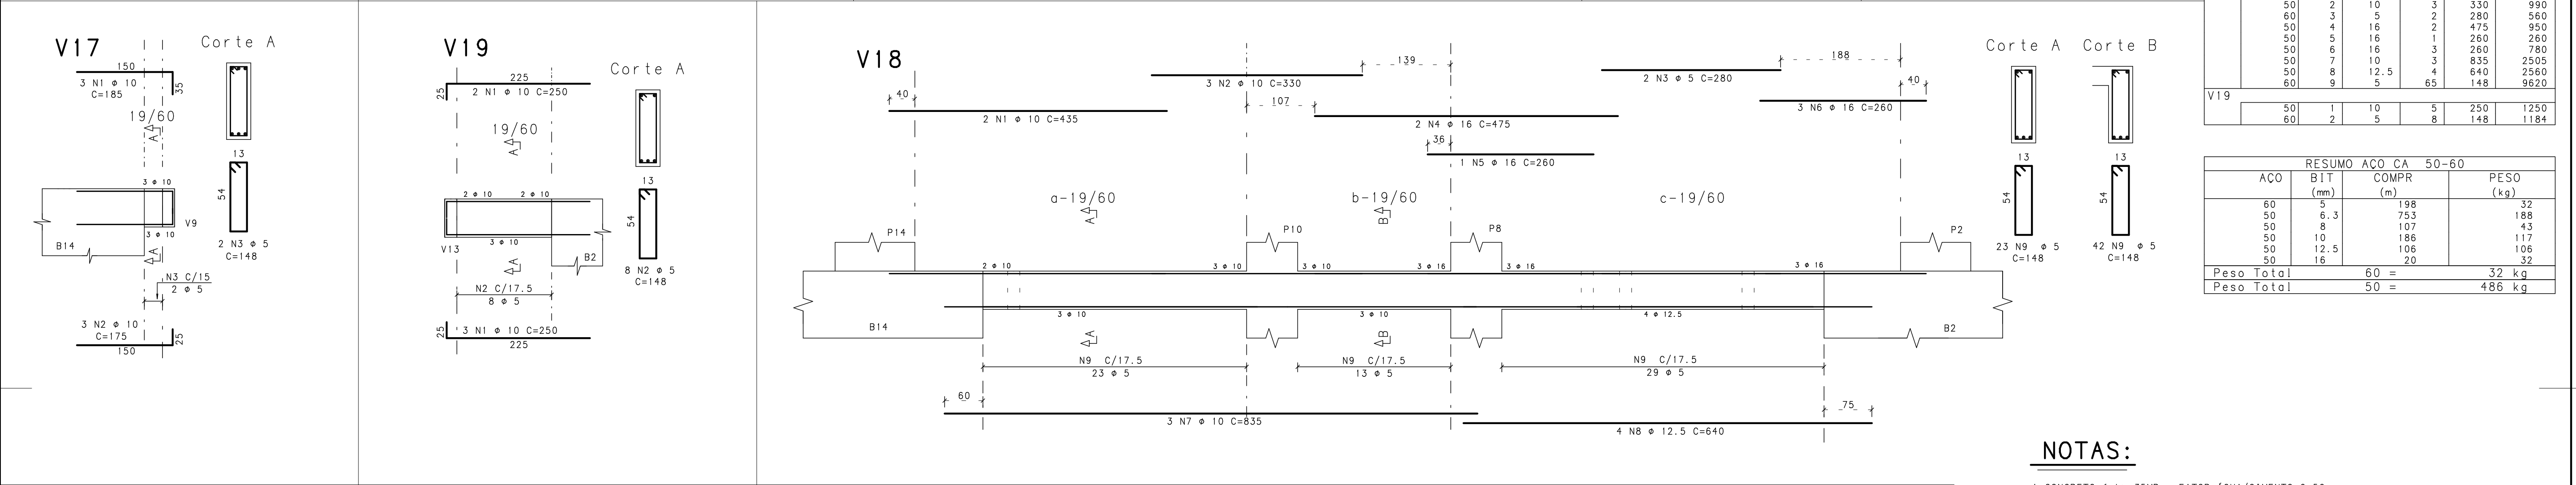 V17
Corte A
150
3 N1 ø 10
C=185
35
19/60
A
13
54
3 ø 10
V9
3 ø 10
B14
A
2 N3 ø 5
C=148
N3 C/15
2 ø 5
3 N2 ø 10
C=175
25
150
V19
Corte A
225
25
2 N1 ø 10 C=250
19/60
A
13
54
2 ø 10
2 ø 10
3 ø 10
V13
B2
A
8 N2 ø 5
C=148
N2 C/17.5
8 ø 5
25
3 N1 ø 10 C=250
225
V18
139
188
3 N2 ø 10 C=330
2 N3 ø 5 C=280
40
107
40
3 N6 ø 16 C=260
2 N1 ø 10 C=435
2 N4 ø 16 C=475
36
1 N5 ø 16 C=260
a-19/60
b-19/60
c-19/60
A
B
P14
P10
P8
P2
2 ø 10
3 ø 10
3 ø 10
3 ø 16
3 ø 16
3 ø 16
3 ø 10
3 ø 10
4 ø 12.5
B14
B2
A
B
N9 C/17.5
23 ø 5
N9 C/17.5
13 ø 5
N9 C/17.5
29 ø 5
60
75
3 N7 ø 10 C=835
4 N8 ø 12.5 C=640
Corte A
Corte B
13
13
54
54
23 N9 ø 5
C=148
42 N9 ø 5
C=148
50 2 10 3 330 990
60 3 5 2 280 560
50 4 16 2 475 950
50 5 16 1 260 260
50 6 16 3 260 780
50 7 10 3 835 2505
50 8 12.5 4 640 2560
60 9 5 65 148 9620
V19
50 1 10 5 250 1250
60 2 5 8 148 1184
RESUMO AÇO CA 50-60
AÇO BIT COMPR PESO
(mm) (m) (kg)
60 5 198 32
50 6.3 753 188
50 8 107 43
50 10 186 117
50 12.5 106 106
50 16 20 32
Peso Total 60 = 32 kg
Peso Total 50 = 486 kg
NOTAS: